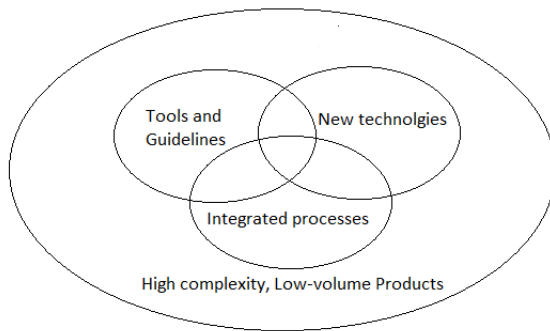 Tools and
Guidelines
New technolgies
Integrated processes
High complexity, Low-volume Products